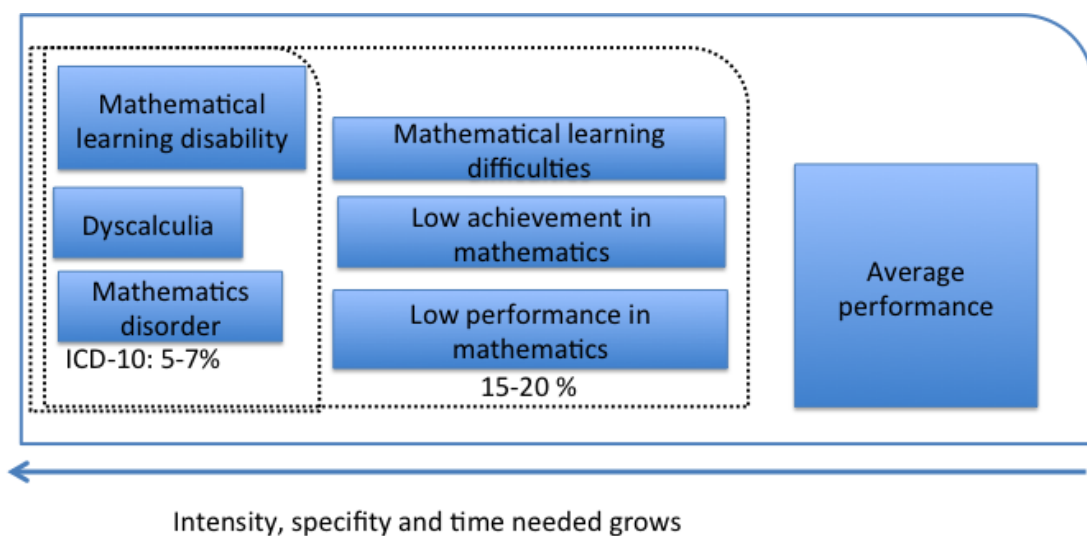 Mathematical
learning disability
Dyscalculia
Mathematics
disorder
ICD-10: 5-7%
Mathematical learning
difficulties
Low achievement in
mathematics
Low performance in
mathematics
15-20 %
Average
performance
Intensity, specifity and time needed grows